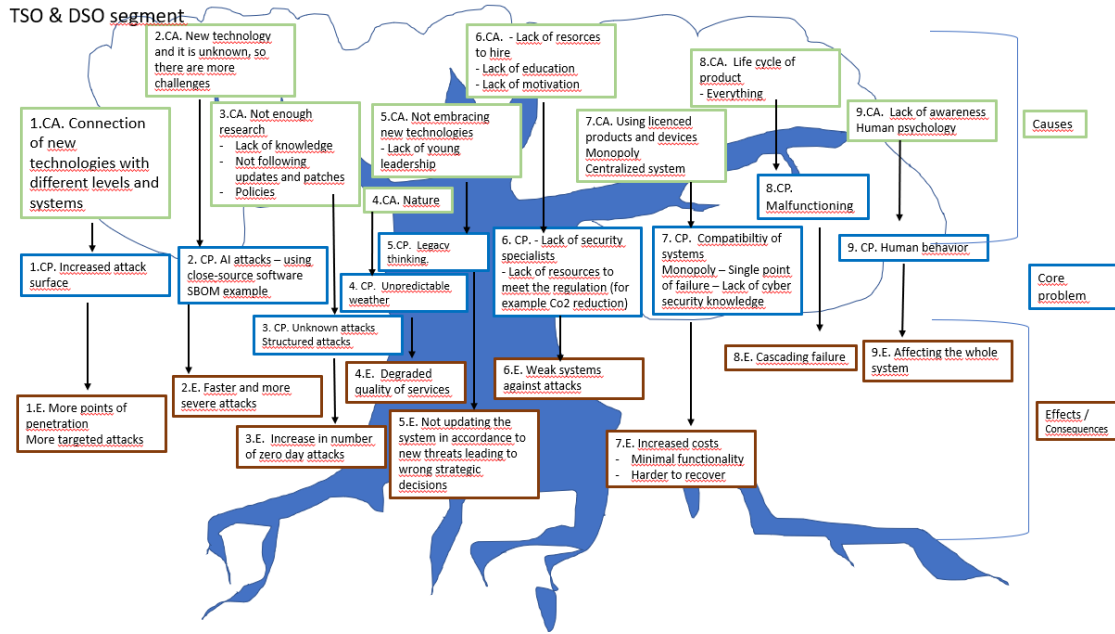 TSO & DSO segment
2.CA. New technology
and it is unknown, so
there are more
challenges
6.CA. - Lack of resorces
to hire
- Lack of education
- Lack of motivation
8.CA. Life cycle of
product
- Everything
1.CA. Connection
of new
technologies with
different levels and
systems
3.CA. Not enough
research
- Lack of knowledge
- Not following
updates and patches
- Policies
5.CA. Not embracing
new technologies
- Lack of young
leadership
7.CA. Using licenced
products and devices
Monopoly
Centralized system
9.CA. Lack of awareness
Human psychology
Causes
4.CA. Nature
8.CP.
Malfunctioning
1.CP. Increased attack
surface
2. CP. AI attacks – using
close-source software
SBOM example
5.CP. Legacy
thinking.
4. CP. Unoredictable
weather
6. CP. - Lack of security
specialists
- Lack of resources to
meet the regulation (for
example Co2 reduction)
7. CP. Compatibiltiy of
systems
Monopoly – Single point
of failure – Lack of cyber
security knowledge
9. CP. Human behavior
Core
problem
3. CP. Unknown attacks
Structured attacks
1.E. More points of
penetration
More targeted attacks
2.E. Faster and more
severe attacks
4.E. Degraded
quality of services
6.E. Weak systems
against attacks
8.E. Cascading failure
9.E. Affecting the whole
system
3.E. Increase in number
of zero day attacks
5.E. Not updating the
system in accordance to
new threats leading to
wrong strategic
decisions
7.E. Increased costs
- Minimal functionality
- Harder to recover
Effects /
Consequences